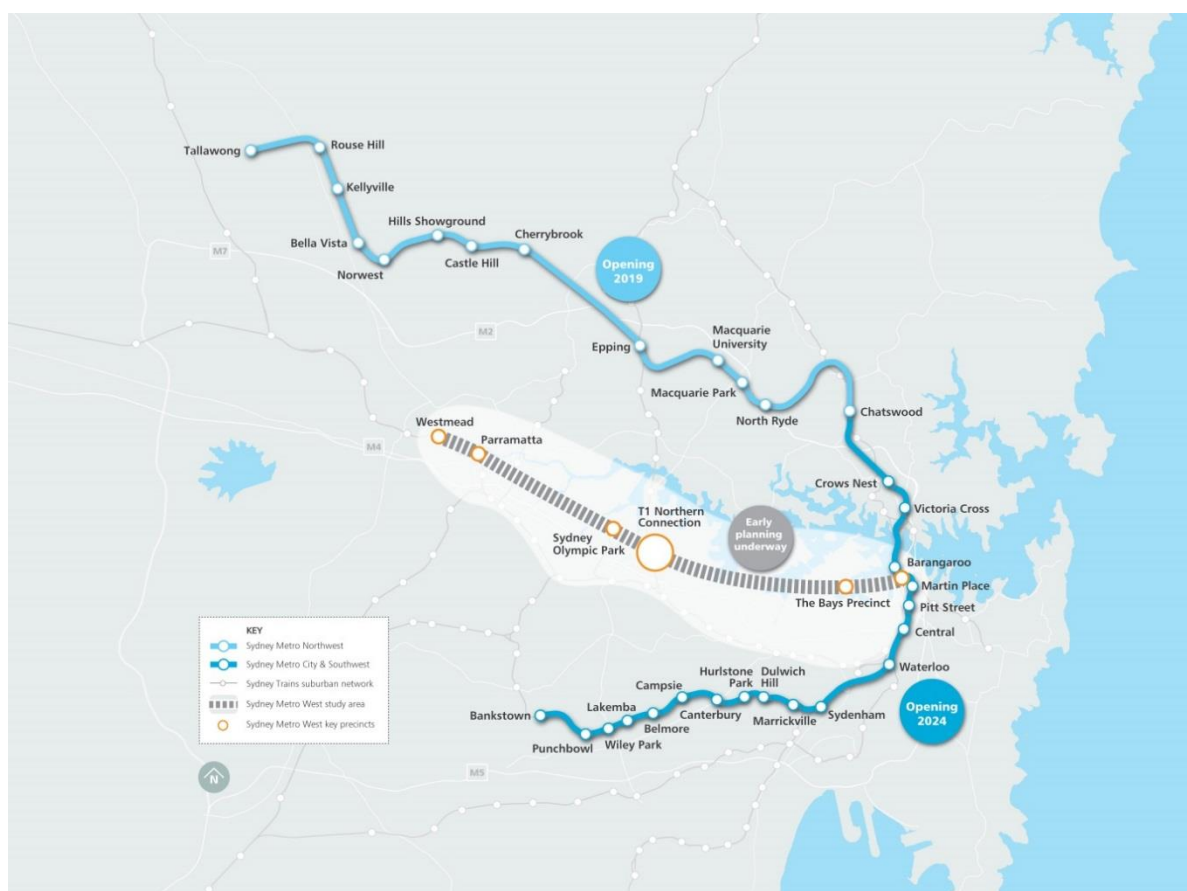 Tallawong
Rouse Hill
Kellyville
Bella Vista
Norwest
Hills Showground
Castle Hill
Cherrybrook
Opening
2019
M7
M2
Epping
Macquarie
University
Macquarie Park
North Ryde
Chatswood
Westmead
Parramatta
M4
Crows Nest
Victoria Cross
T1 Northern
Connection
Sydney
Olympic Park
Early
planning
underway
Barangaroo
Martin Place
The Bays Precinct
Pitt Street
Central
Waterloo
KEY
Sydney Metro Northwest
Sydney Metro City & Southwest
Sydney Trains suburban network
Sydney Metro West study area
Sydney Metro West key precincts
Bankstown
Punchbowl
Wiley Park
Lakemba
Belmore
Campsie
Canterbury
Hurlstone
Park
Dulwich
Hill
Marrickville
Sydenham
Opening
2024
M5
N